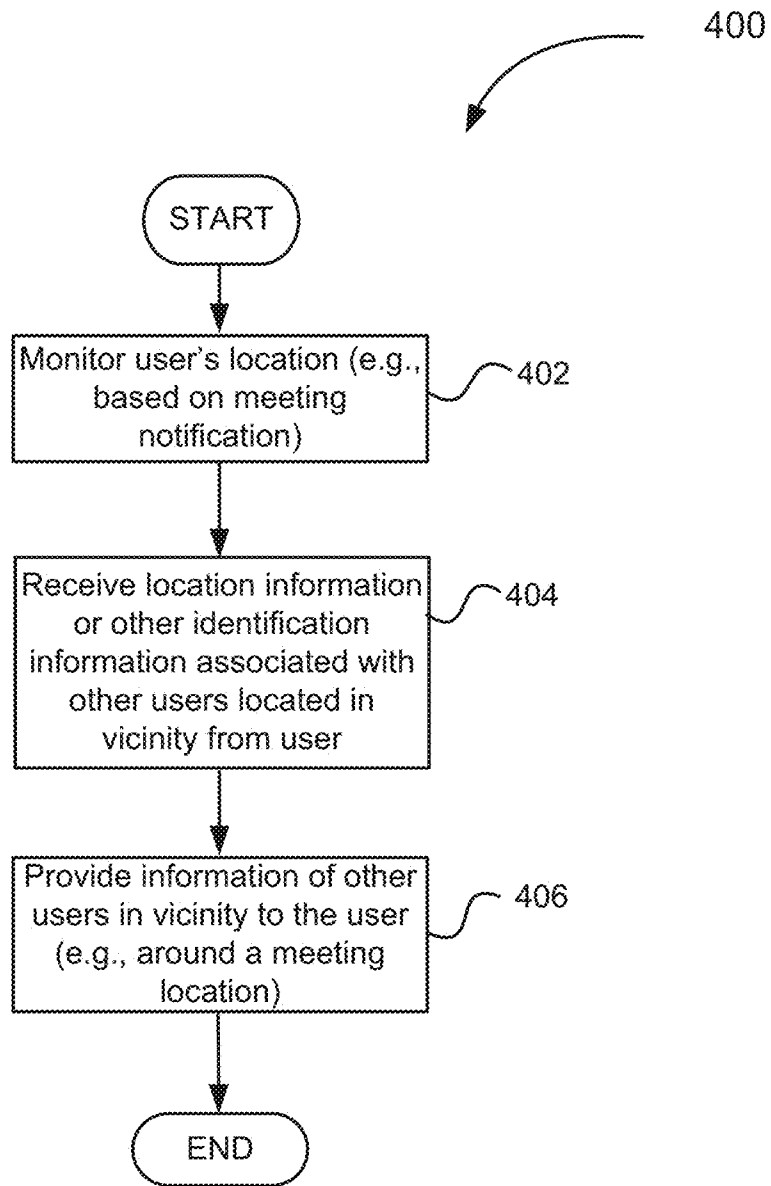 400
START
Monitor user's location (e.g.,
based on meeting
notification)
402
Receive location information
or other identification
information associated with
other users located in
vicinity from user
404
Provide information of other
users in vicinity to the user
(e.g., around a meeting
location)
406
END